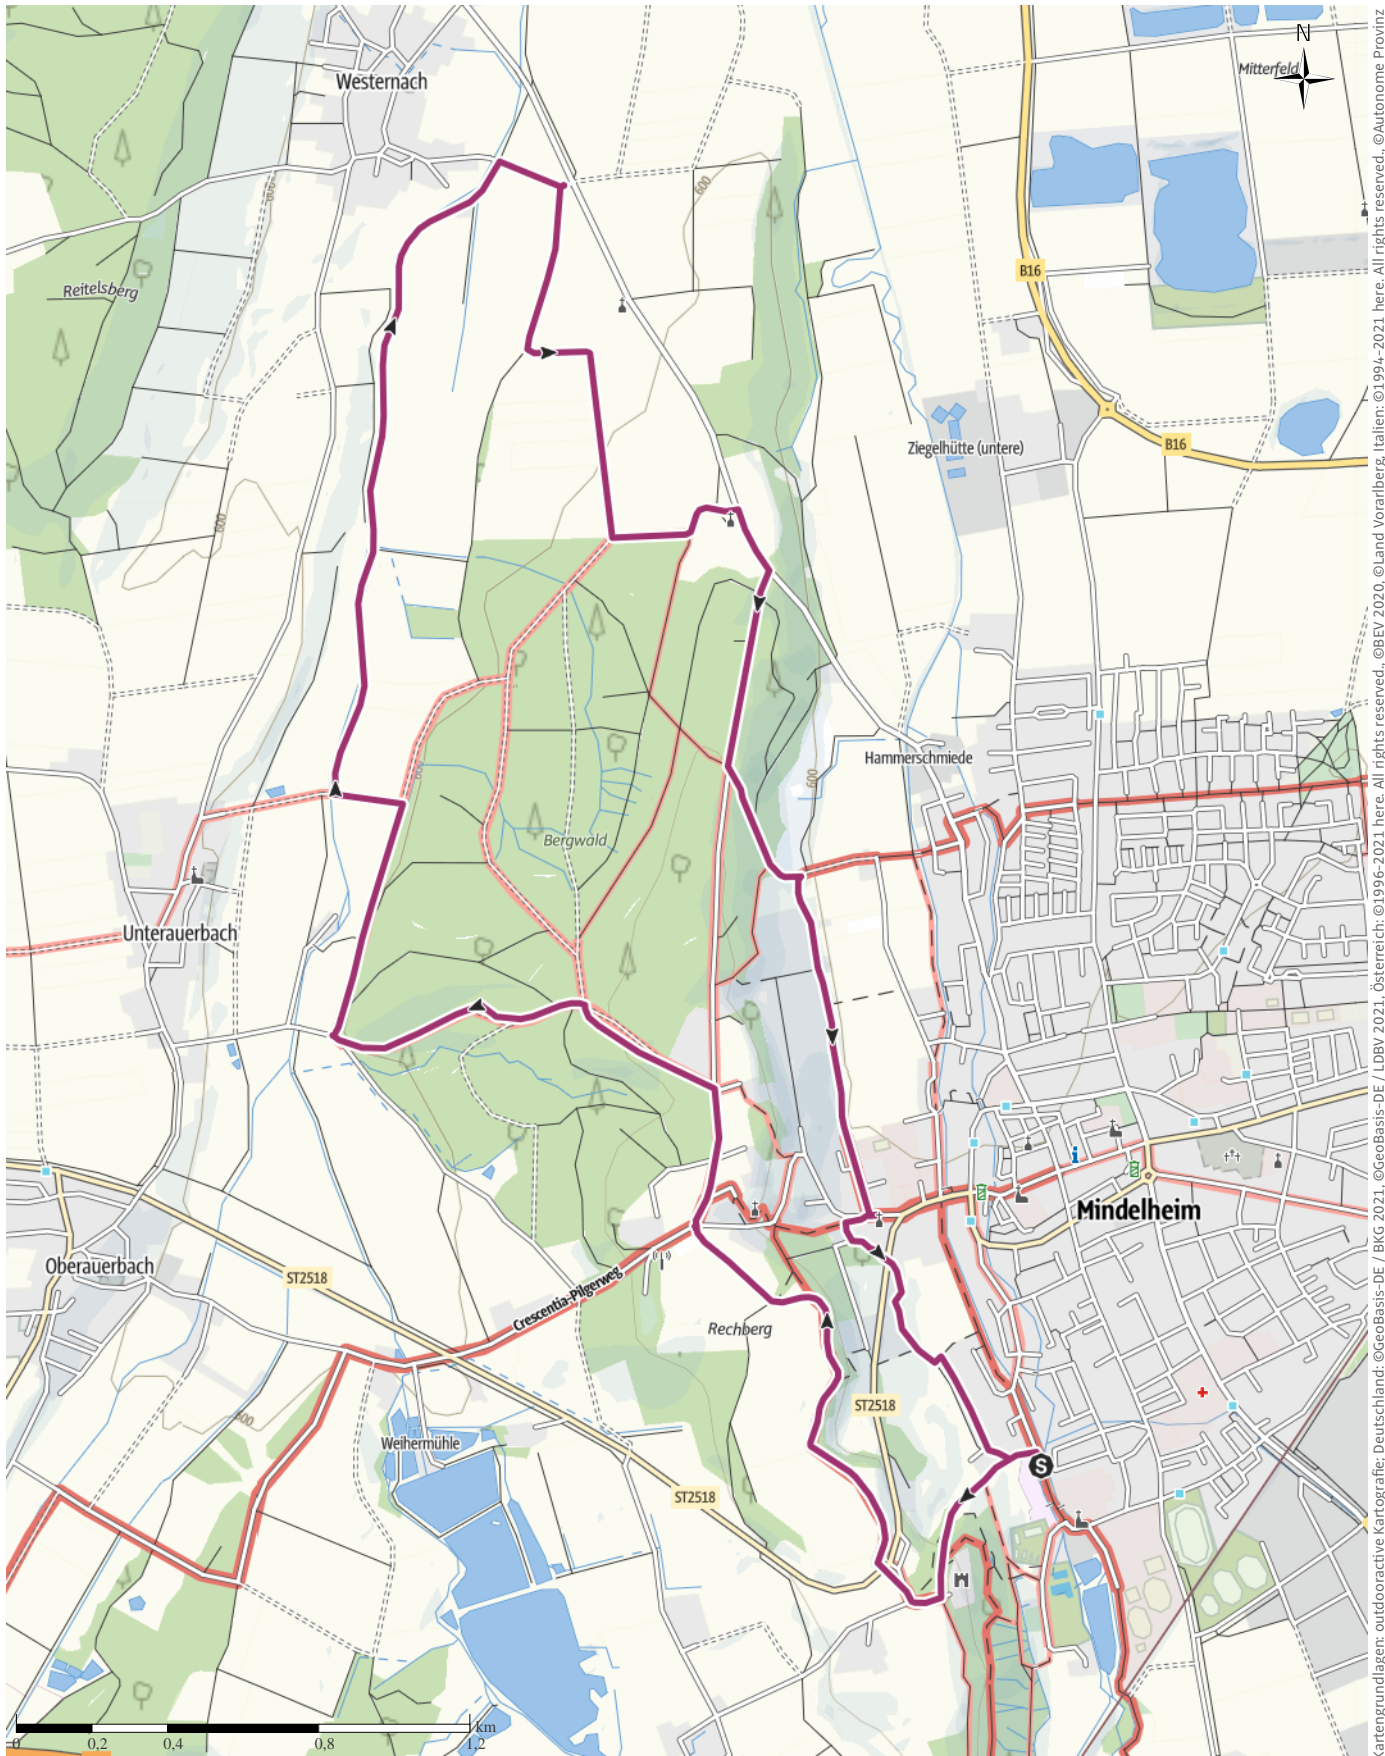 N
Mitterfeld
Westernach
600
600
B16
Reitelsberg
Ziegelhütte (untere)
B16
600
Hammerschmiede
600
600
Bergwald
Unterauerbach
i
Mindelheim
Oberauerbach
ST2518
Crescentia-Pilgerweg
Rechberg
ST2518
600
Weihermühle
S
ST2518
km
0
0,2
0,4
0,8
1,2
artengrundlagen: outdooractive Kartografie; Deutschland: ©GeoBasis-DE / BKG 2021, ©GeoBasis-DE / LDBV 2021, Österreich: ©1996-2021 here. All rights reserved., ©BEV 2020, ©Land Vorarlberg, Italien: ©1994-2021 here. All rights reserved., ©Autonome Provinz